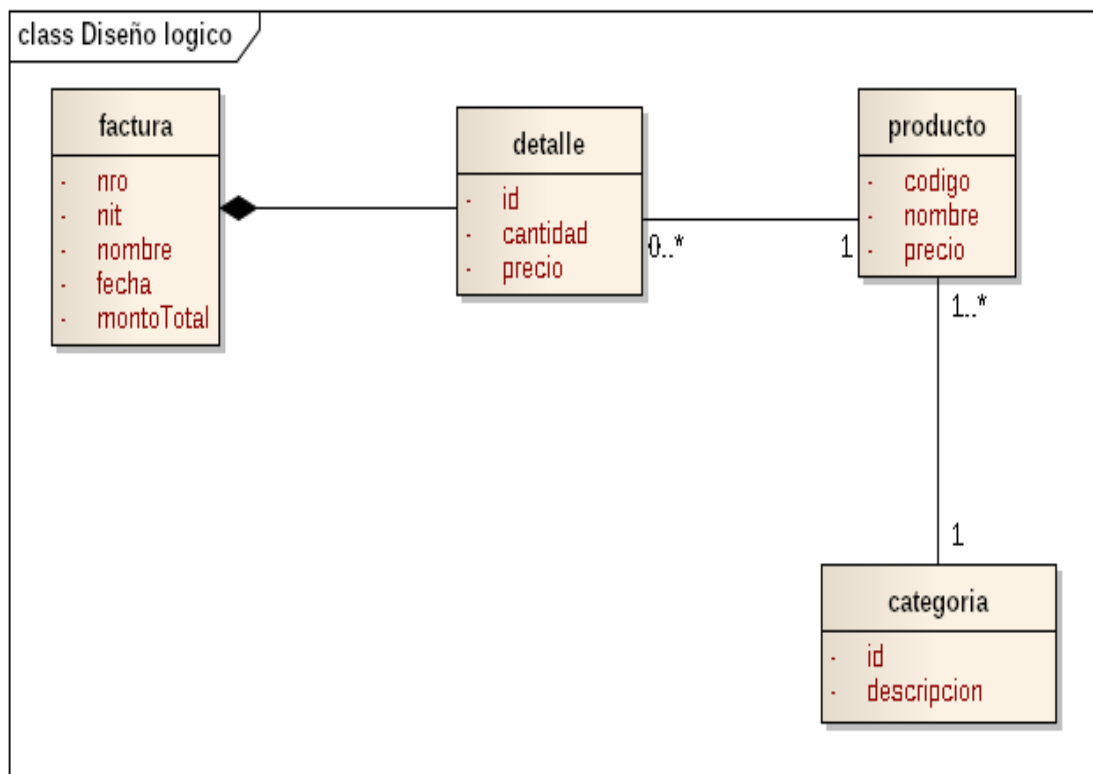 class Diseño logico
factura
- nro
- nit
- nombre
- fecha
- montoTotal
detalle
- id
- cantidad
- precio
0..*
1
producto
- codigo
- nombre
- precio
1..*
1
categoria
- id
- descripcion